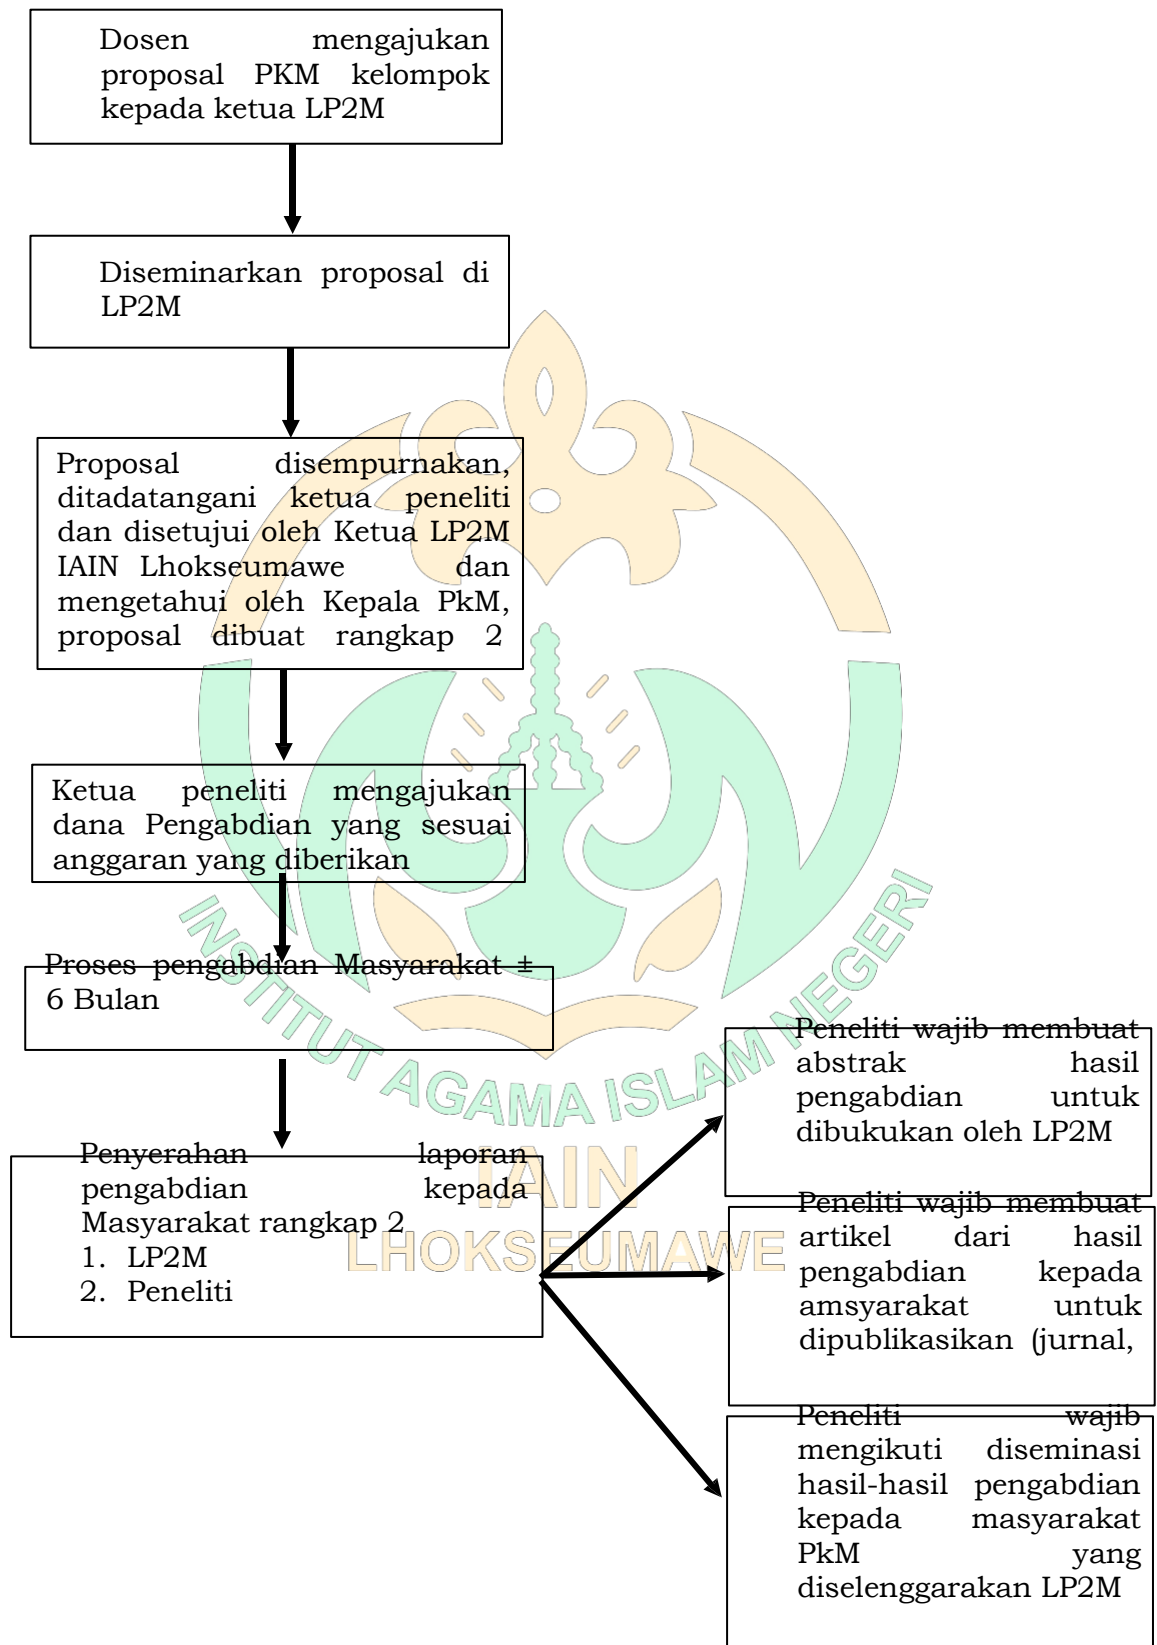 Dosen mengajukan
proposal PKM kelompok
kepada ketua LP2M
Diseminarkan proposal di
LP2M
Proposal disempurnakan,
ditadatangani ketua peneliti
dan disetujui oleh Ketua LP2M
IAIN Lhokseumawe dan
mengetahui oleh Kepala PkM,
proposal dibuat rangkap 2
Ketua peneliti mengajukan
dana Pengabdian yang sesuai
anggaran yang diberikan
Proses pengabdian Masyarakat ±
6 Bulan
Penyerahan laporan
pengabdian kepada
Masyarakat rangkap 2
1. LP2M
2. Peneliti
Peneliti wajib membuat
abstrak hasil
pengabdian untuk
dibukukan oleh LP2M
Peneliti wajib membuat
artikel dari hasil
pengabdian kepada
amsyarakat untuk
dipublikasikan (jurnal,
Peneliti wajib
mengikuti diseminasi
hasil-hasil pengabdian
kepada masyarakat
PkM yang
diselenggarakan LP2M
INSTITUT AGAMA ISLAM NEGERI
IAIN
LHOKSEUMAWE